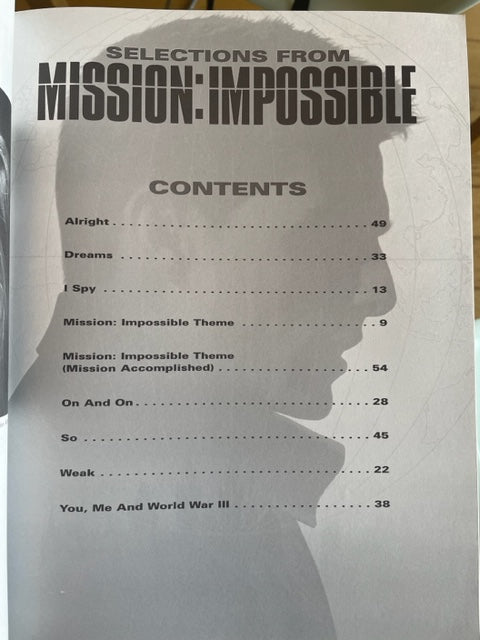 SELECTIONS FROM
MISSION: IMPOSSIBLE
CONTENTS
Alright . . . . . . . . . . . . . . . . . . . . . . . . . . . . . . . . 49
Dreams . . . . . . . . . . . . . . . . . . . . . . . . . . . . . . . 33
I Spy . . . . . . . . . . . . . . . . . . . . . . . . . . . . . . . . . 13
Mission: Impossible Theme . . . . . . . . . . . . . . . . . 9
Mission: Impossible Theme
(Mission Accomplished) . . . . . . . . . . . . . . . . . . . 54
On And On . . . . . . . . . . . . . . . . . . . . . . . . . . . . 28
So . . . . . . . . . . . . . . . . . . . . . . . . . . . . . . . . . . . 45
Weak . . . . . . . . . . . . . . . . . . . . . . . . . . . . . . . . . 22
You, Me And World War III . . . . . . . . . . . . . . . . . 38